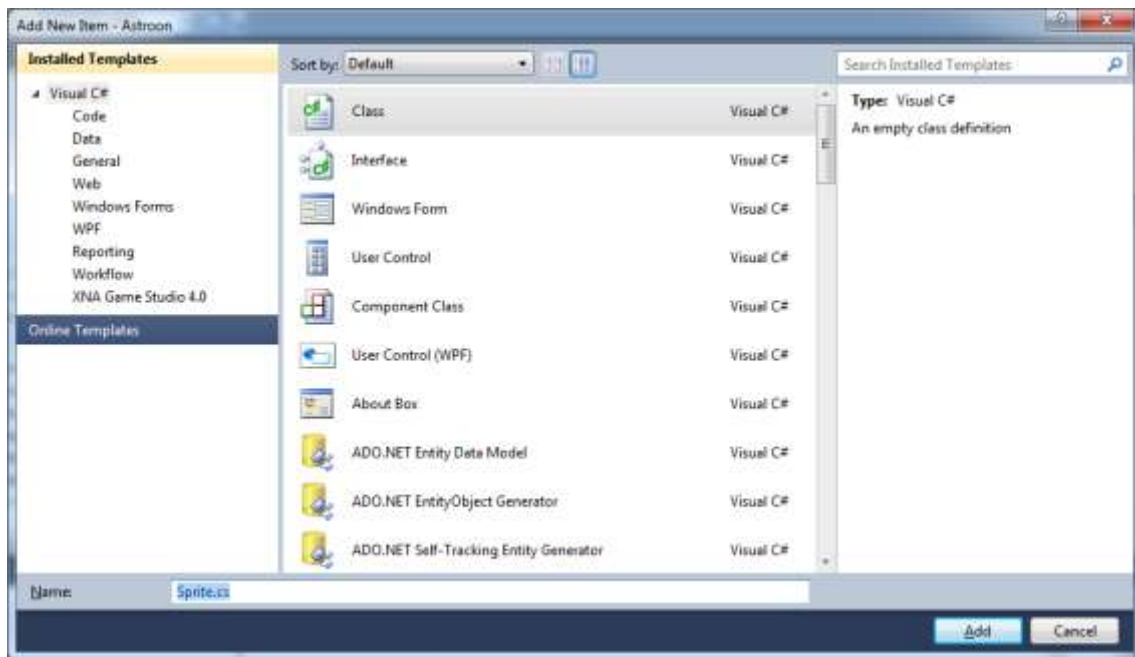 Add New Item - Astroon
Installed Templates
Visual C#
Code
Data
General
Web
Windows Forms
WPF
Reporting
Workflow
XNA Game Studio 4.0
Online Templates
Sort by: Default
Class Visual C#
Interface Visual C#
Windows Form Visual C#
User Control Visual C#
Component Class Visual C#
User Control (WPF) Visual C#
About Box Visual C#
ADO.NET Entity Data Model Visual C#
ADO.NET EntityObject Generator Visual C#
ADO.NET Self-Tracking Entity Generator Visual C#
Search Installed Templates
Type: Visual C#
An empty class definition
Name: Sprite.cs
Add Cancel